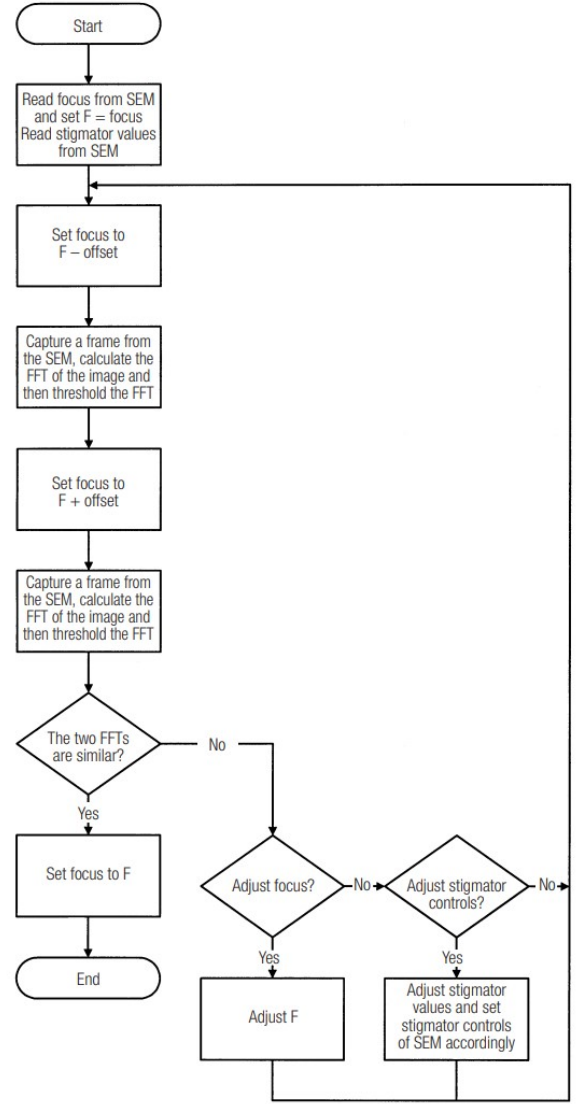 Start
Read focus from SEM
and set F = focus
Read stigmator values
from SEM
Set focus to
F – offset
Capture a frame from
the SEM, calculate the
FFT of the image and
then threshold the FFT
Set focus to
F + offset
Capture a frame from
the SEM, calculate the
FFT of the image and
then threshold the FFT
The two FFTs
are similar?
No
Yes
Set focus to F
End
Adjust focus?
No
Adjust stigmator
controls?
No
Yes
Adjust F
Yes
Adjust stigmator
values and set
stigmator controls
of SEM accordingly